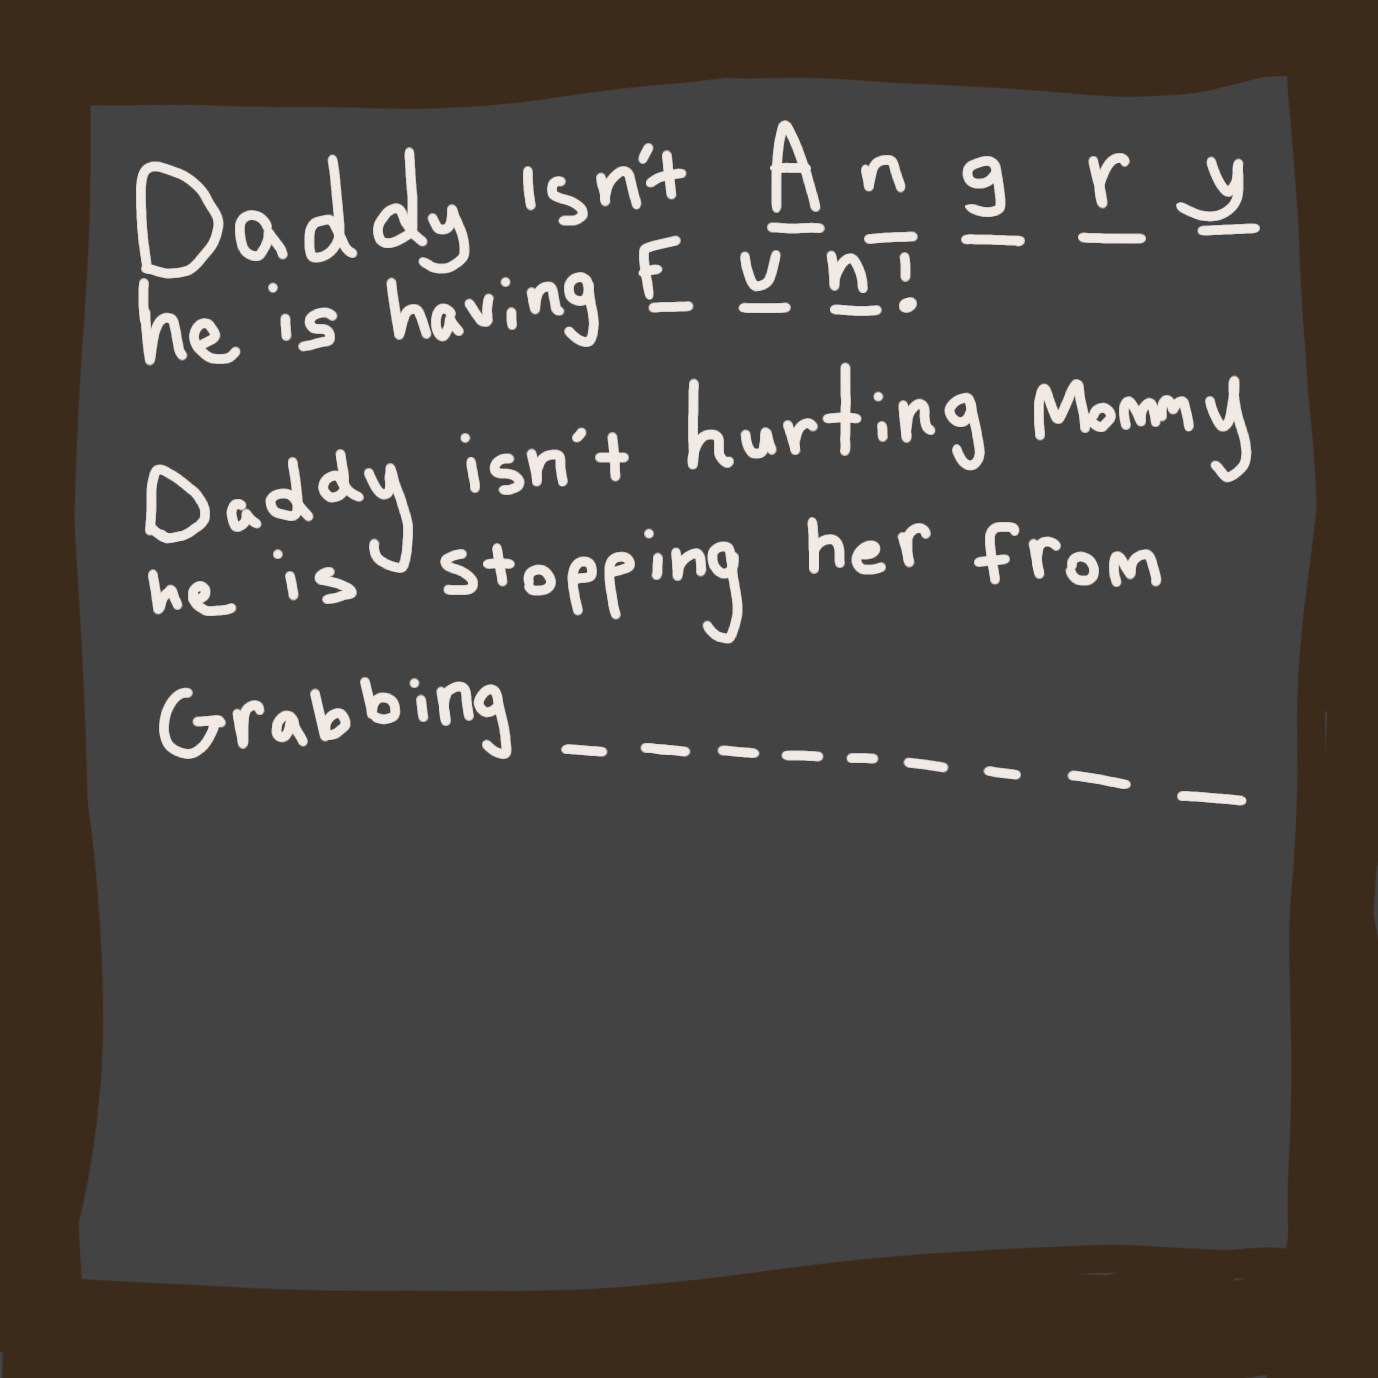 Daddy isn't Angry
he is having Fun!
Daddy isn't hurting Mommy
he is stopping her from
Grabbing _ _ _ _ _ _ _ _ _